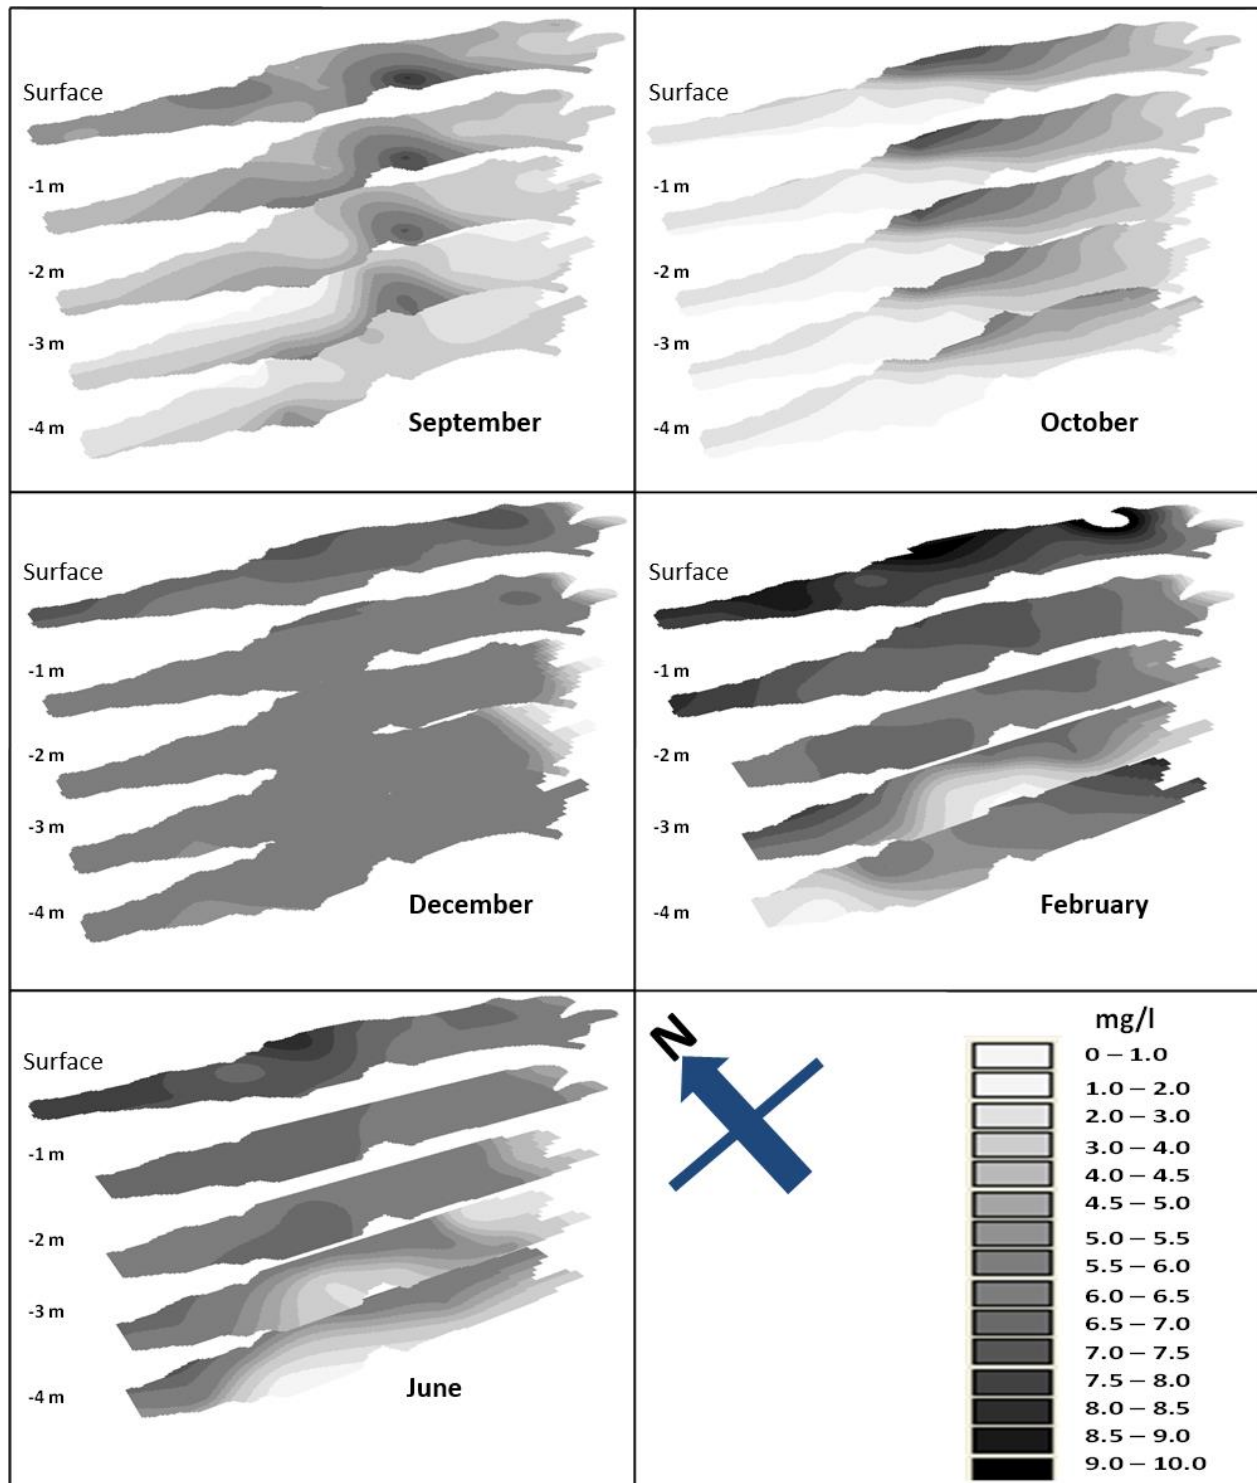 Surface
-1 m
-2 m
-3 m
-4 m
September
Surface
-1 m
-2 m
-3 m
-4 m
October
Surface
-1 m
-2 m
-3 m
-4 m
December
Surface
-1 m
-2 m
-3 m
-4 m
February
Surface
-1 m
-2 m
-3 m
-4 m
June
N
mg/l
0 – 1.0
1.0 – 2.0
2.0 – 3.0
3.0 – 4.0
4.0 – 4.5
4.5 – 5.0
5.0 – 5.5
5.5 – 6.0
6.0 – 6.5
6.5 – 7.0
7.0 – 7.5
7.5 – 8.0
8.0 – 8.5
8.5 – 9.0
9.0 – 10.0